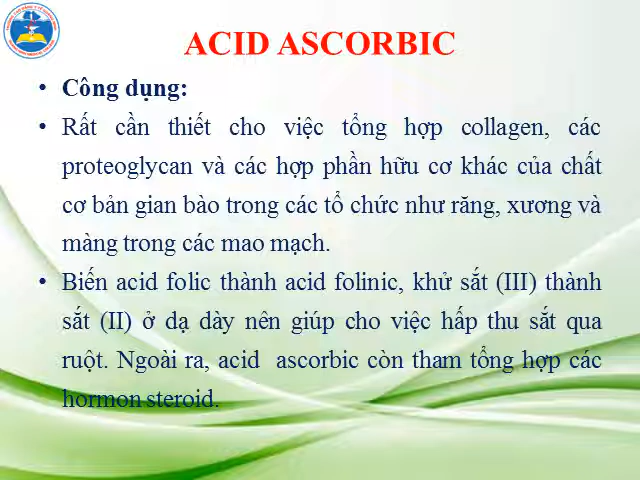 ACID ASCORBIC
• Công dụng:
• Rất cần thiết cho việc tổng hợp collagen, các
proteoglycan và các hợp phần hữu cơ khác của chất
cơ bản gian bào trong các tổ chức như răng, xương và
màng trong các mao mạch.
• Biến acid folic thành acid folinic, khử sắt (III) thành
sắt (II) ở dạ dày nên giúp cho việc hấp thu sắt qua
ruột. Ngoài ra, acid ascorbic còn tham tổng hợp các
hormon steroid.